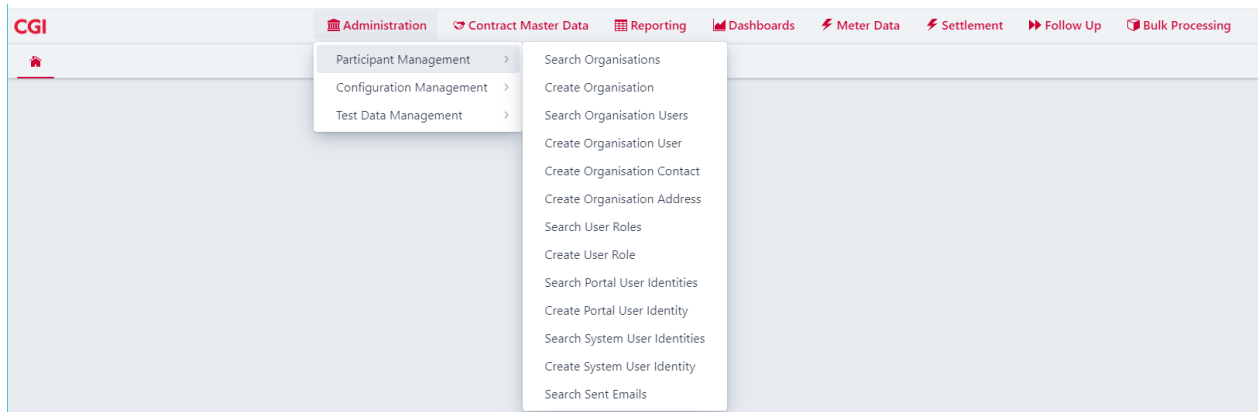 CGI
Administration Contract Master Data Reporting Dashboards Meter Data Settlement Follow Up Bulk Processing
Participant Management
Configuration Management
Test Data Management
Search Organisations
Create Organisation
Search Organisation Users
Create Organisation User
Create Organisation Contact
Create Organisation Address
Search User Roles
Create User Role
Search Portal User Identities
Create Portal User Identity
Search System User Identities
Create System User Identity
Search Sent Emails